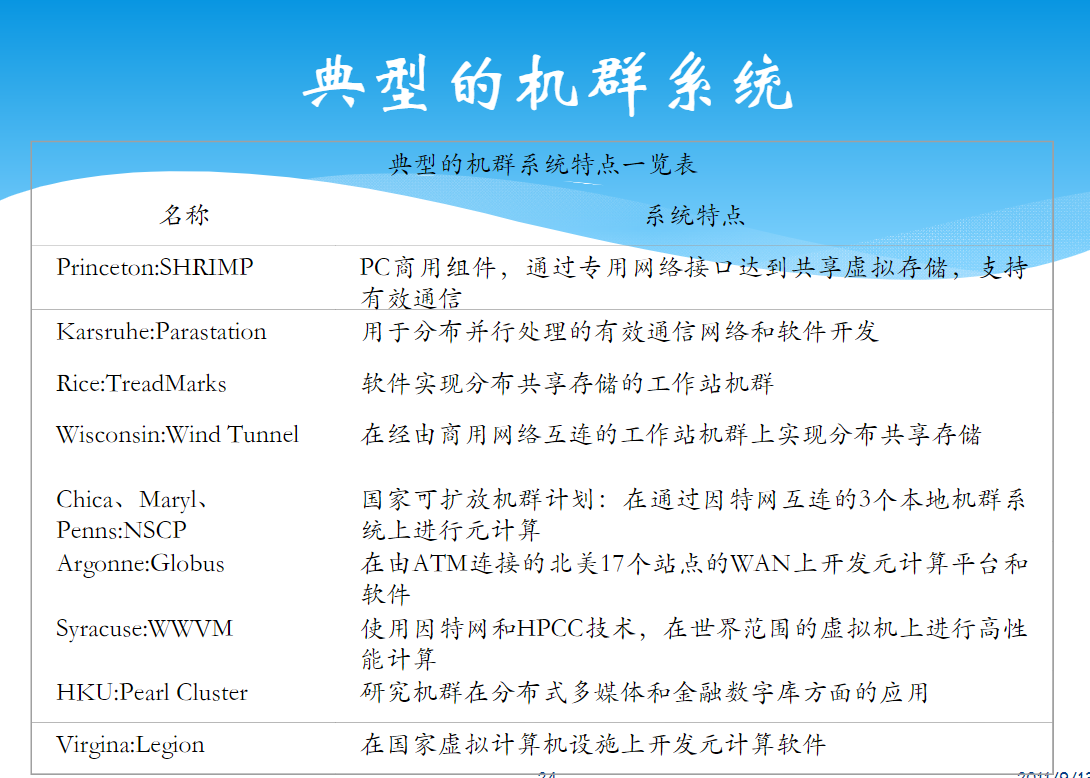 典型的机群系统
典型的机群系统特点一览表
名称 系统特点
Princeton:SHRIMP PC商用组件，通过专用网络接口达到共享虚拟存储，支持
有效通信
Karsruhe:Parastation 用于分布并行处理的有效通信网络和软件开发
Rice:TreadMarks 软件实现分布共享存储的工作站机群
Wisconsin:Wind Tunnel 在经由商用网络互连的工作站机群上实现分布共享存储
Chica、Maryl、 国家可扩放机群计划：在通过因特网互连的3个本地机群系
Penns:NSCP 统上进行元计算
Argonne:Globus 在由ATM连接的北美17个站点的WAN上开发元计算平台和
软件
Syracuse:WWVM 使用因特网和HPCC技术，在世界范围的虚拟机上进行高性
能计算
HKU:Pearl Cluster 研究机群在分布式多媒体和金融数字库方面的应用
Virgina:Legion 在国家虚拟计算机设施上开发元计算软件